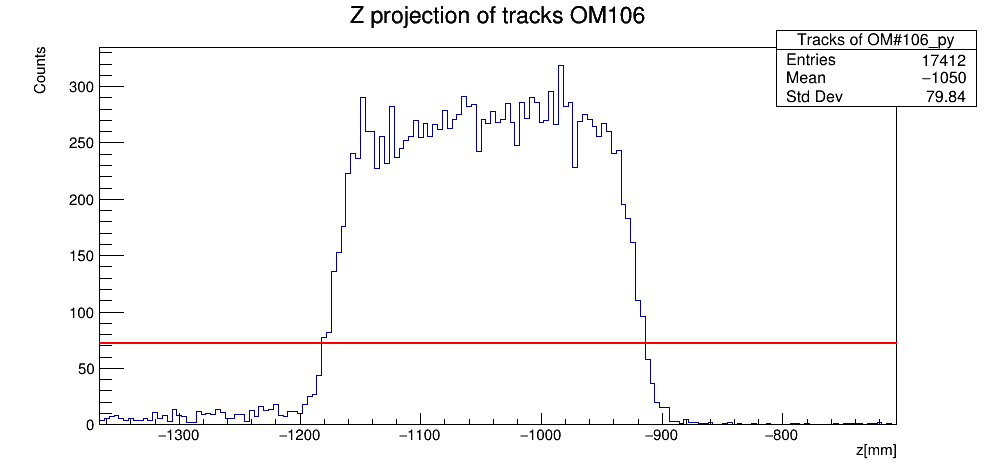 Z projection of tracks OM106
Tracks of OM#106_py
Entries 17412
Mean −1050
Std Dev 79.84
Counts
300
250
200
150
100
50
0
−1300 −1200 −1100 −1000 −900 −800
z[mm]